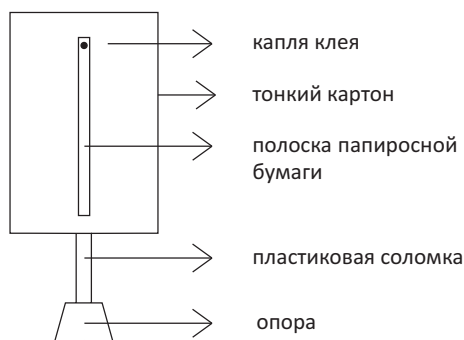 капля клея
тонкий картон
полоска папиросной
бумаги
пластиковая соломка
опора